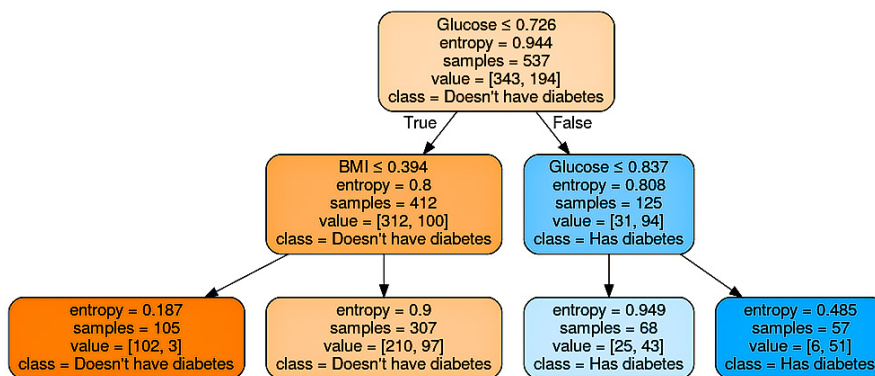 Glucose ≤ 0.726
entropy = 0.944
samples = 537
value = [343, 194]
class = Doesn't have diabetes
True
False
BMI ≤ 0.394
entropy = 0.8
samples = 412
value = [312, 100]
class = Doesn't have diabetes
Glucose ≤ 0.837
entropy = 0.808
samples = 125
value = [31, 94]
class = Has diabetes
entropy = 0.187
samples = 105
value = [102, 3]
class = Doesn't have diabetes
entropy = 0.9
samples = 307
value = [210, 97]
class = Doesn't have diabetes
entropy = 0.949
samples = 68
value = [25, 43]
class = Has diabetes
entropy = 0.485
samples = 57
value = [6, 51]
class = Has diabetes